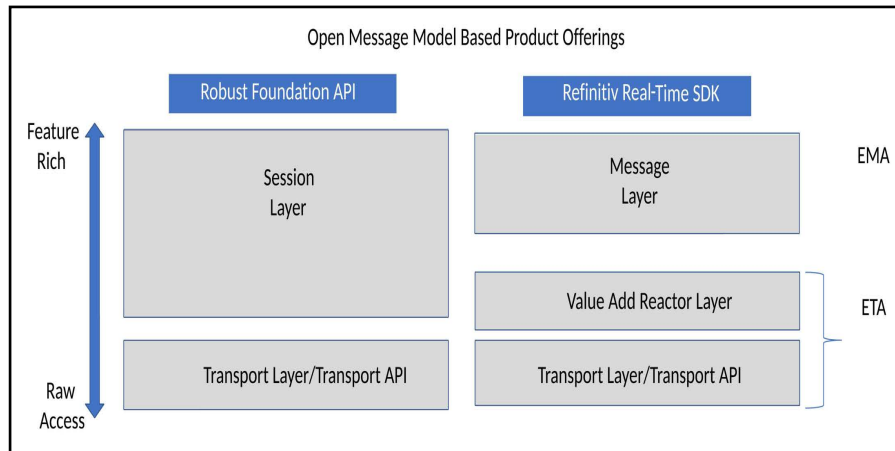 Open Message Model Based Product Offerings
Robust Foundation API
Refinitiv Real-Time SDK
Feature
Rich
Session
Layer
Message
Layer
EMA
Value Add Reactor Layer
ETA
Transport Layer/Transport API
Transport Layer/Transport API
Raw
Access